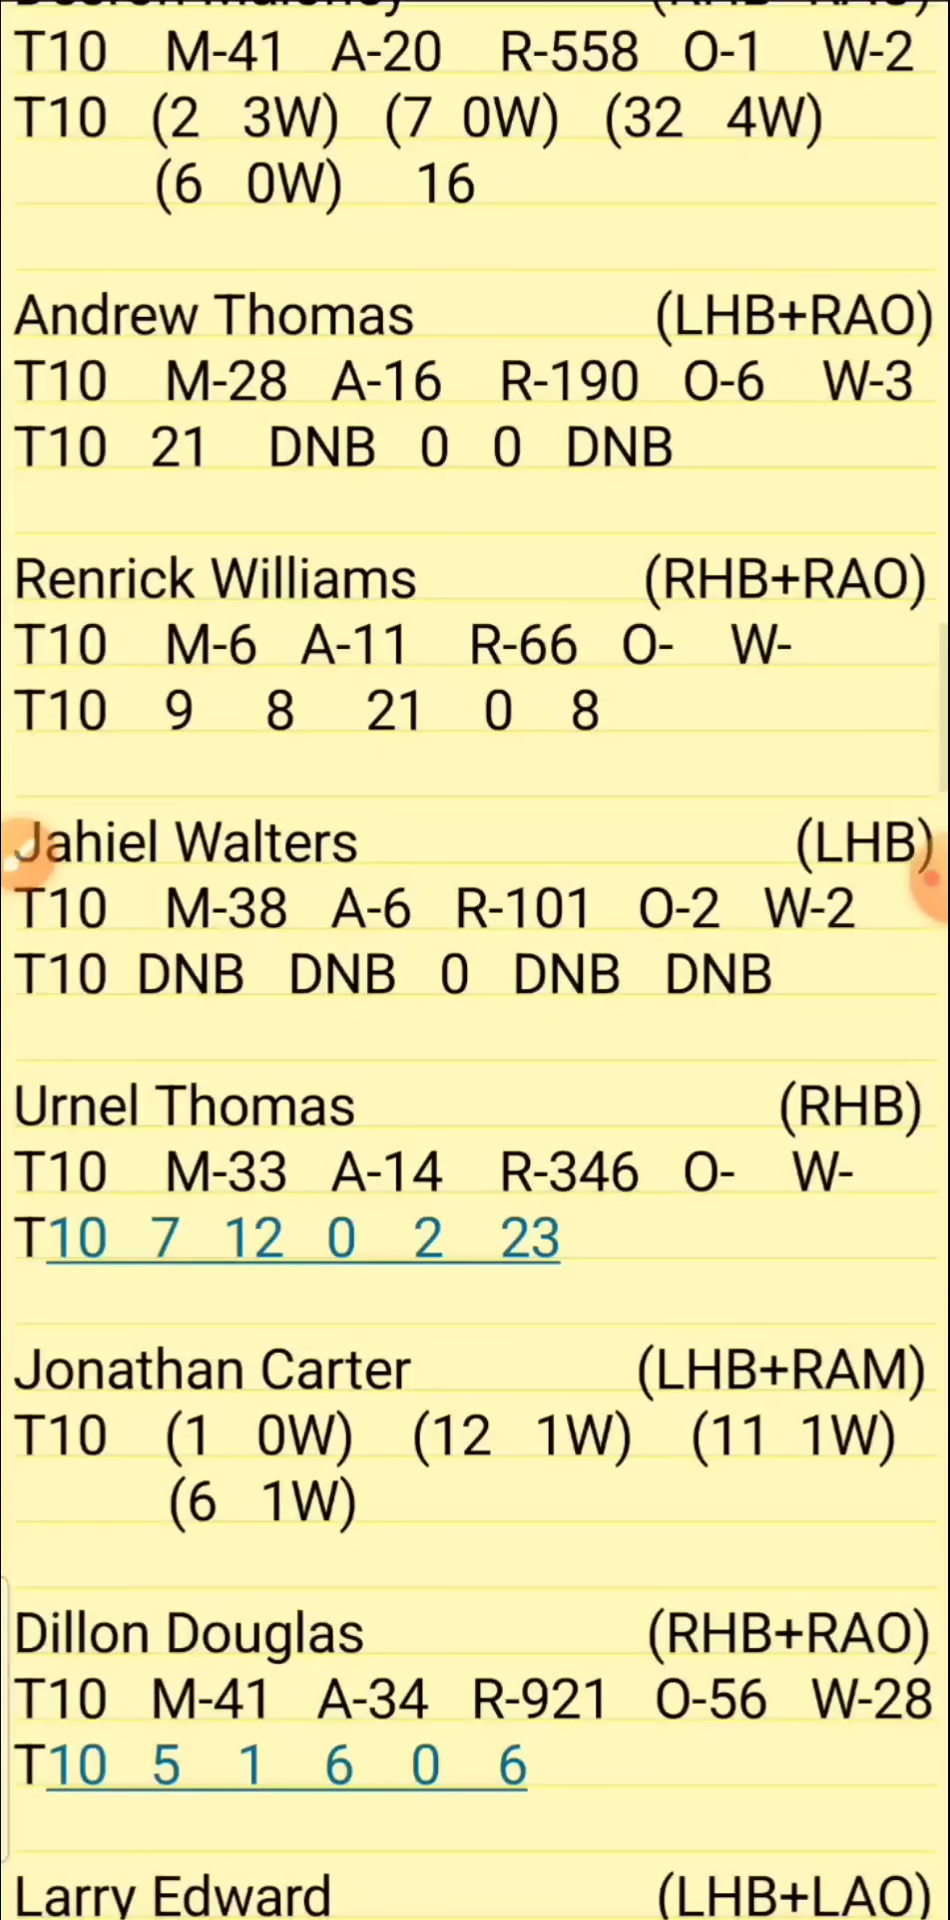 T10 M-41 A-20 R-558 O-1 W-2
T10 (2 3W) (7 0W) (32 4W)
(6 0W) 16
Andrew Thomas (LHB+RAO)
T10 M-28 A-16 R-190 O-6 W-3
T10 21 DNB 0 0 DNB
Renrick Williams (RHB+RAO)
T10 M-6 A-11 R-66 O- W-
T10 9 8 21 0 8
Jahiel Walters (LHB)
T10 M-38 A-6 R-101 O-2 W-2
T10 DNB DNB 0 DNB DNB
Urnel Thomas (RHB)
T10 M-33 A-14 R-346 O- W-
T10 7 12 0 2 23
Jonathan Carter (LHB+RAM)
T10 (1 0W) (12 1W) (11 1W)
(6 1W)
Dillon Douglas (RHB+RAO)
T10 M-41 A-34 R-921 O-56 W-28
T10 5 1 6 0 6
Larry Edward (LHB+LAO)